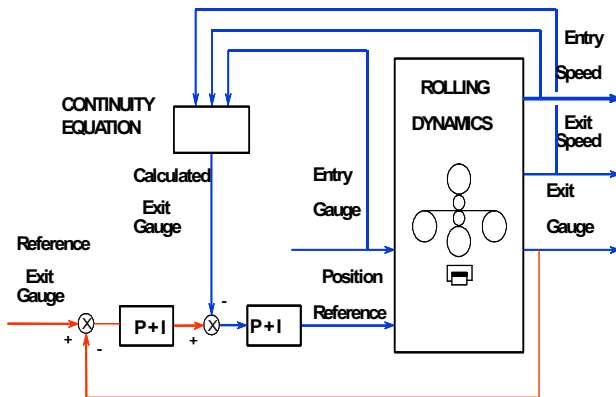 Entry
Speed
ROLLING
DYNAMICS
CONTINUITY
EQUATION
Exit
Speed
Calculated
Exit
Gauge
Entry
Gauge
Exit
Gauge
Reference
Exit
Gauge
Position
Reference
-
X
P+I
X
P+I
+
-
+